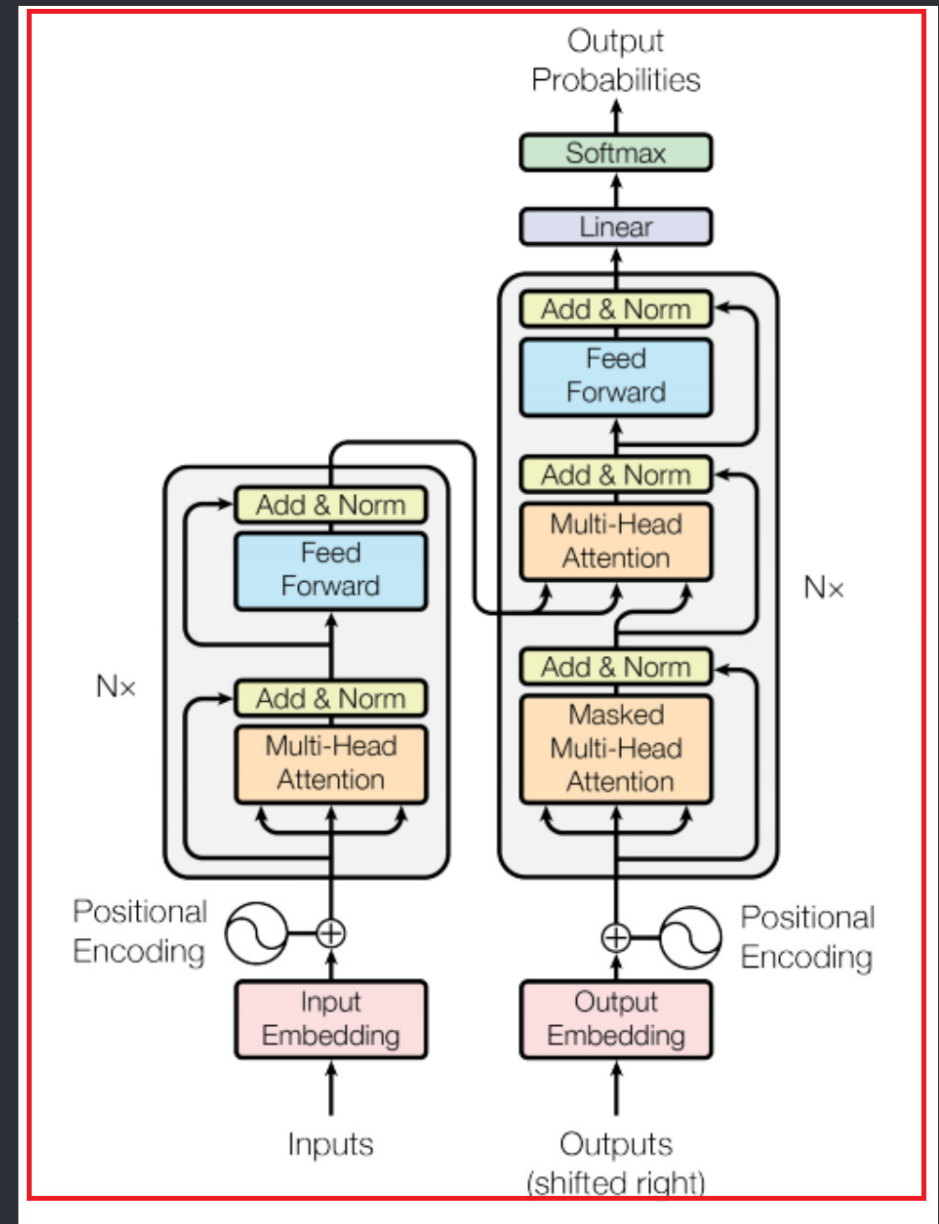 Output
Probabilities
Softmax
Linear
Add & Norm
Feed
Forward
Add & Norm
Multi-Head
Attention
Nx
Add & Norm
Masked
Multi-Head
Attention
Add & Norm
Feed
Forward
Nx
Add & Norm
Multi-Head
Attention
Positional
Encoding
Positional
Encoding
Input
Embedding
Output
Embedding
Inputs
Outputs
(shifted right)